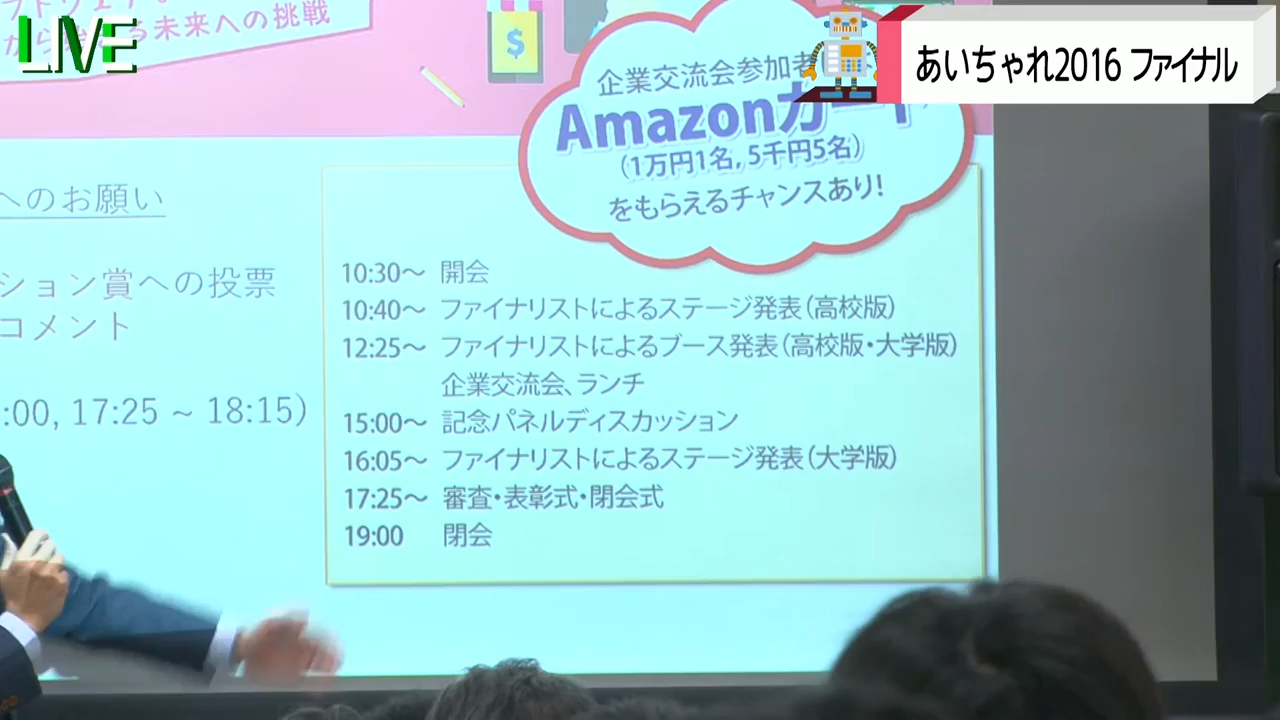 から
る未来への挑戦
LIVE
$
あいちゃれ2016 ファイナル
企業交流会参加者
Amazonカード
(1万円1名, 5千円5名)
をもらえるチャンスあり!
へのお願い
ション賞への投票
コメント
:00, 17:25 ~ 18:15)
10:30～ 開会
10:40～ ファイナリストによるステージ発表(高校版)
12:25～ ファイナリストによるブース発表(高校版・大学版)
企業交流会、ランチ
15:00～ 記念パネルディスカッション
16:05～ ファイナリストによるステージ発表(大学版)
17:25～ 審査・表彰式・閉会式
19:00 閉会